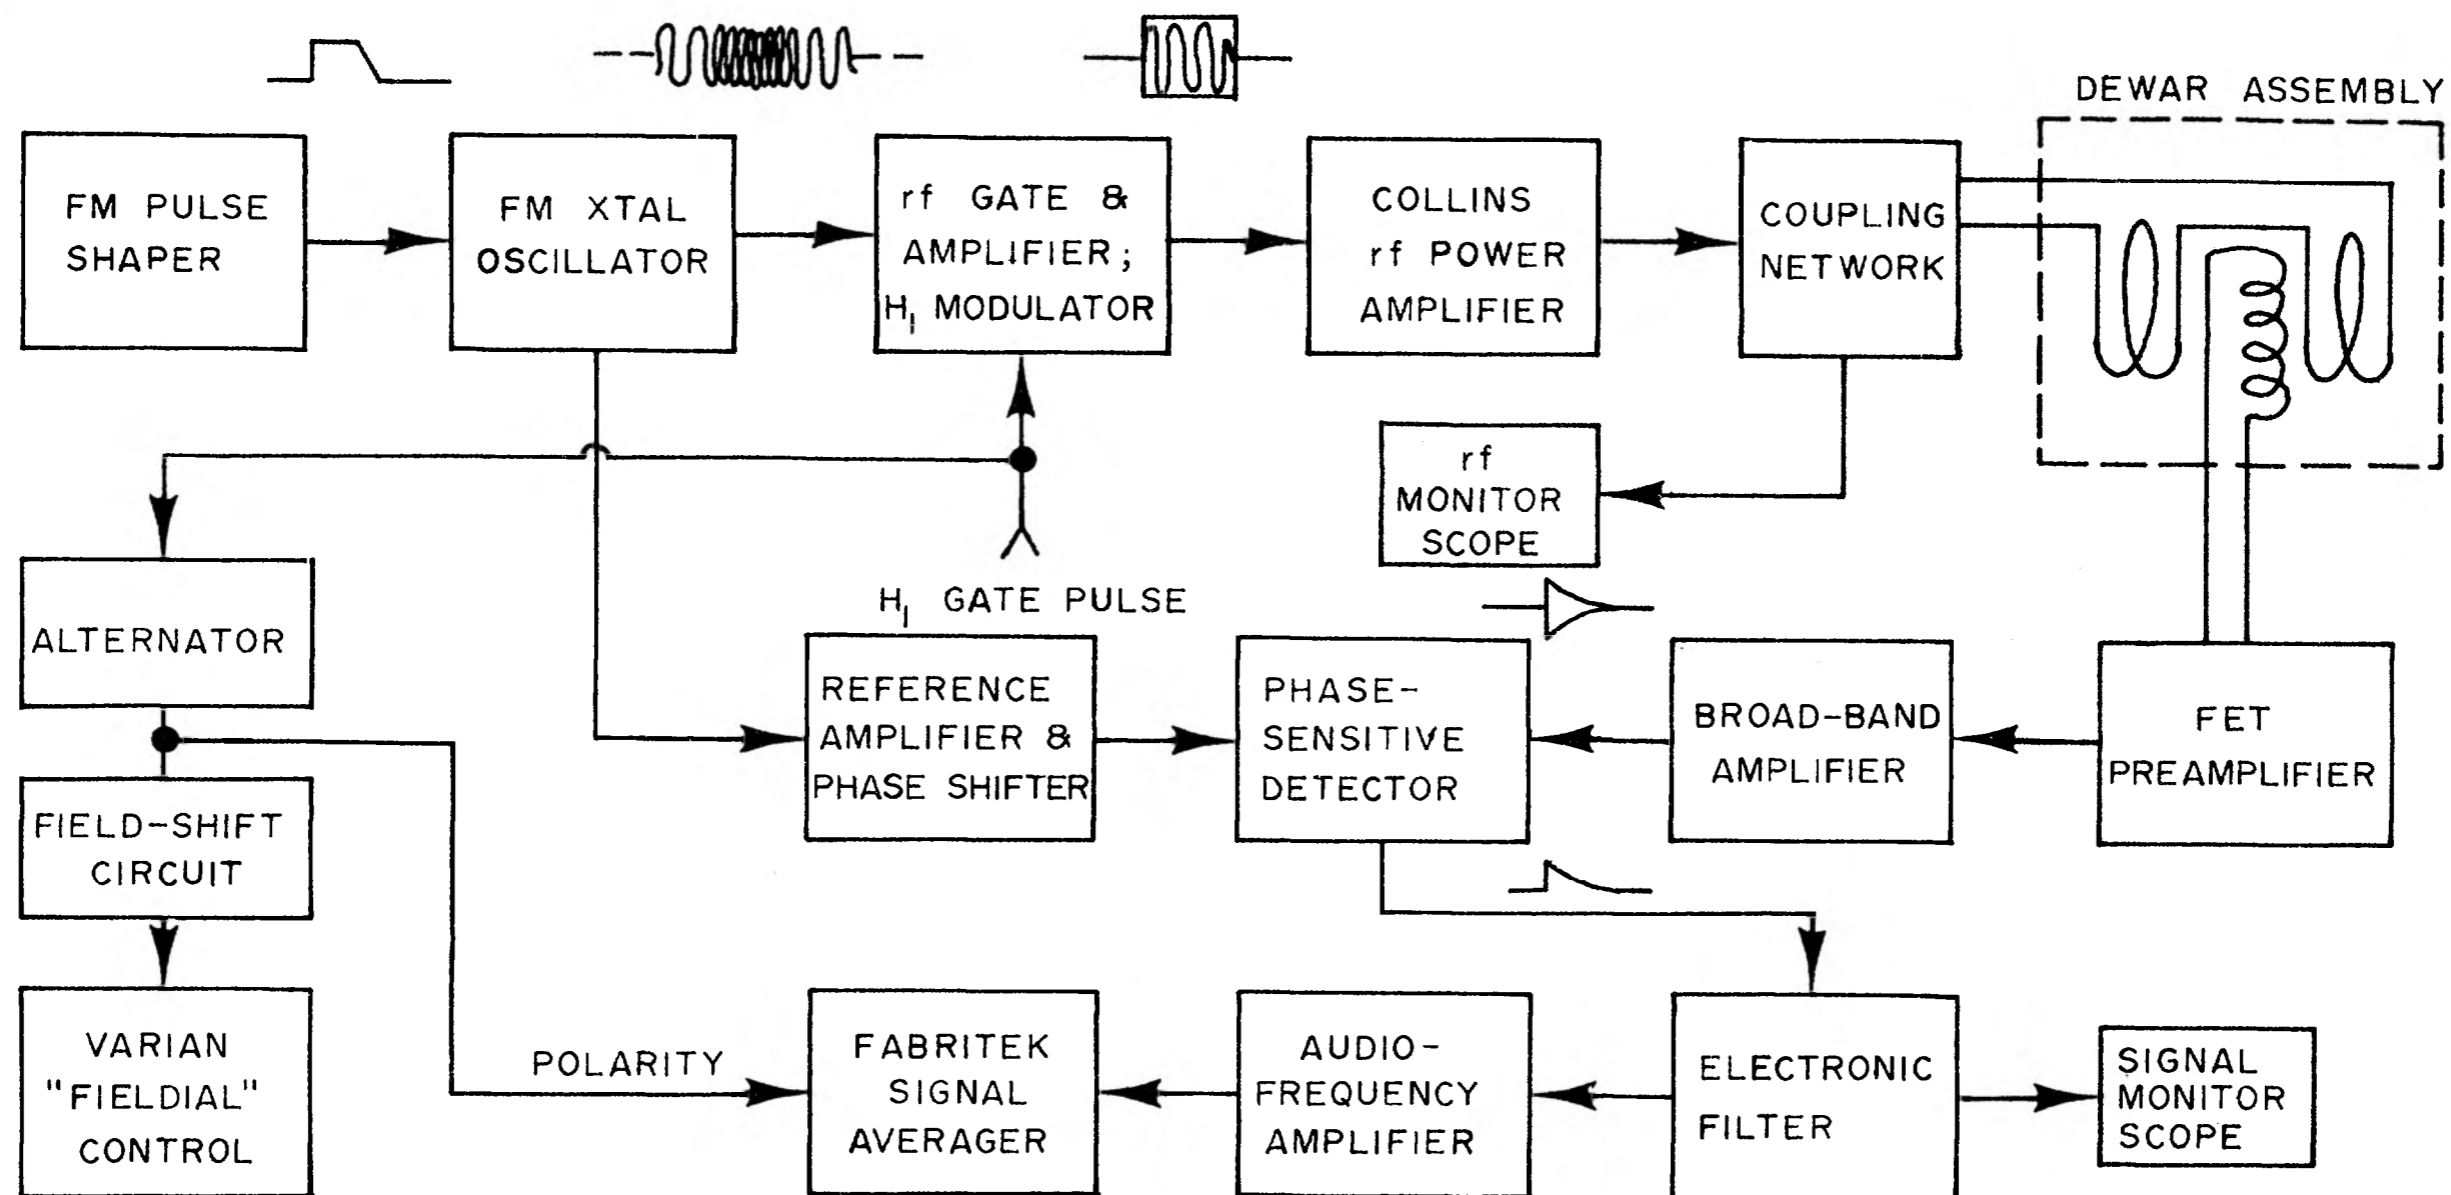 DEWAR ASSEMBLY
FM PULSE
SHAPER
FM XTAL
OSCILLATOR
rf GATE &
AMPLIFIER;
H₁ MODULATOR
COLLINS
rf POWER
AMPLIFIER
COUPLING
NETWORK
rf
MONITOR
SCOPE
H₁ GATE PULSE
ALTERNATOR
REFERENCE
AMPLIFIER &
PHASE SHIFTER
PHASE-
SENSITIVE
DETECTOR
BROAD-BAND
AMPLIFIER
FET
PREAMPLIFIER
FIELD-SHIFT
CIRCUIT
VARIAN
"FIELDIAL"
CONTROL
POLARITY
FABRITEK
SIGNAL
AVERAGER
AUDIO-
FREQUENCY
AMPLIFIER
ELECTRONIC
FILTER
SIGNAL
MONITOR
SCOPE